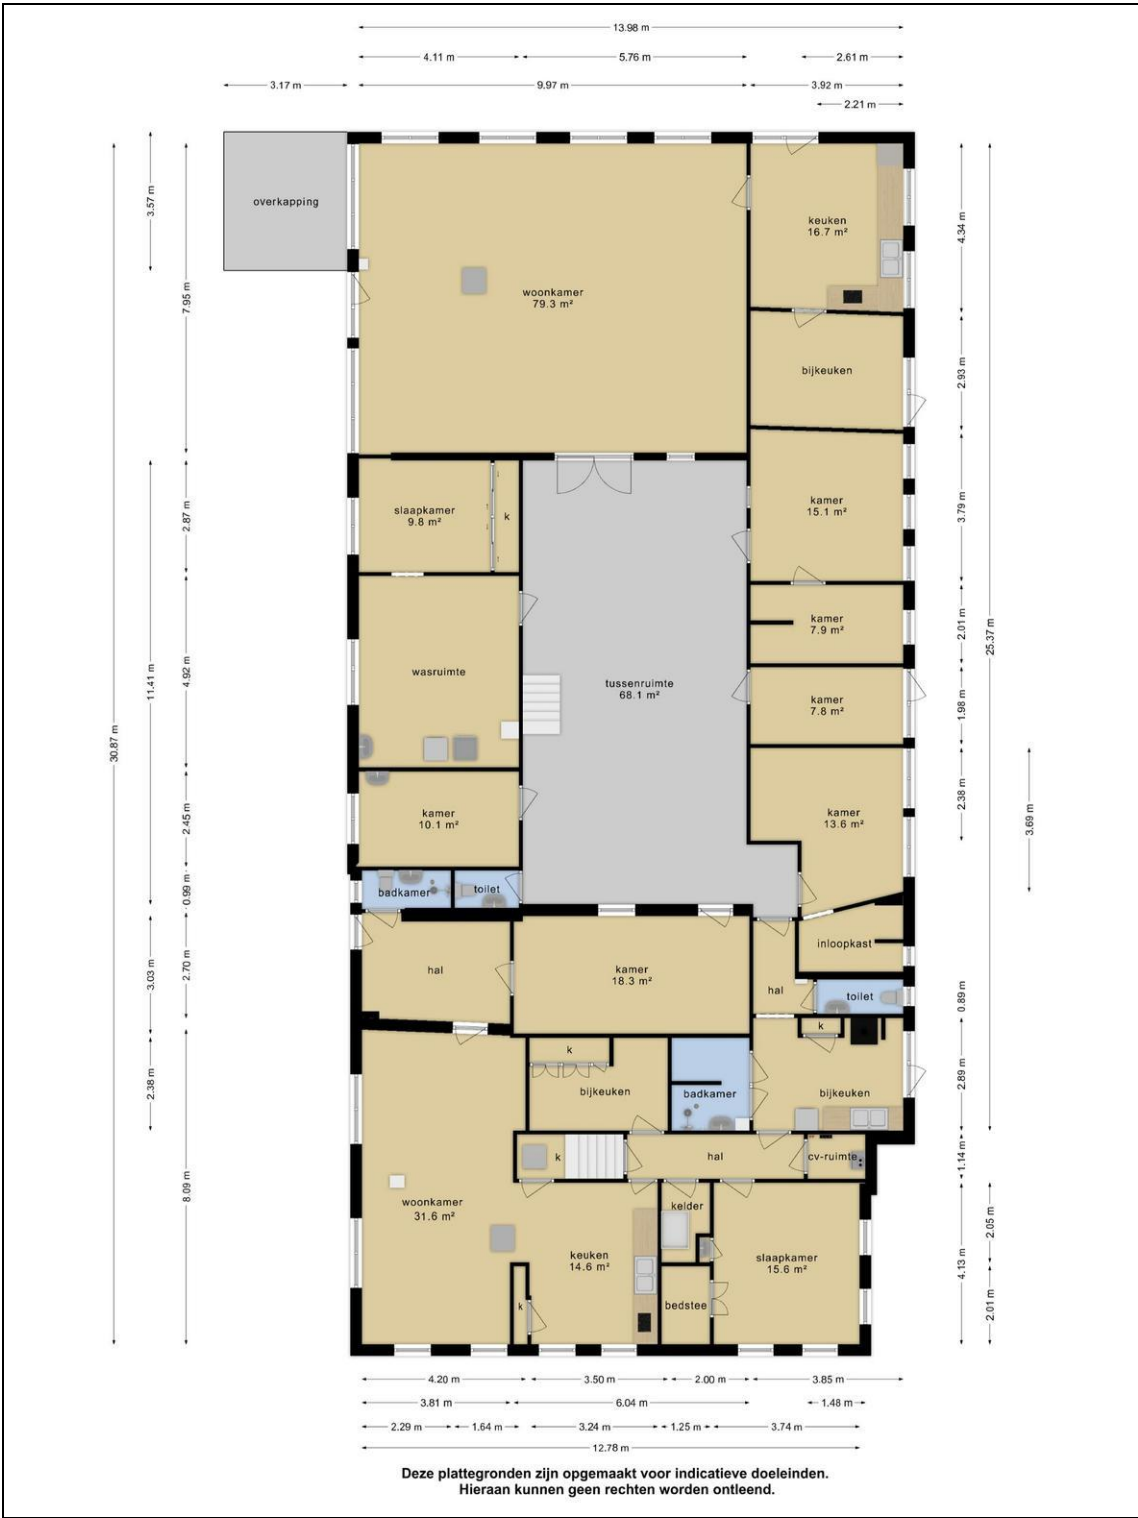 13.98 m
4.11 m
5.76 m
2.61 m
3.17 m
9.97 m
3.92 m
2.21 m
overkapping
3.57 m
7.95 m
keuken
16.7 m²
4.34 m
woonkamer
79.3 m²
bijkeuken
2.93 m
slaapkamer
9.8 m²
k
2.87 m
kamer
15.1 m²
3.79 m
kamer
7.9 m²
2.01 m
25.37 m
11.41 m
4.92 m
wasruimte
tussenruimte
68.1 m²
kamer
7.8 m²
1.98 m
30.87 m
kamer
10.1 m²
2.45 m
kamer
13.6 m²
2.38 m
3.69 m
0.99 m
badkamer
toilet
3.03 m
2.70 m
hal
kamer
18.3 m²
inloopkast
hal
toilet
0.89 m
k
k
2.38 m
bijkeuken
badkamer
bijkeuken
2.89 m
k
hal
cv-ruimte
1.14 m
8.09 m
woonkamer
31.6 m²
kelder
keuken
14.6 m²
slaapkamer
15.6 m²
4.13 m
2.05 m
k
bedstee
2.01 m
4.20 m
3.50 m
2.00 m
3.85 m
3.81 m
6.04 m
1.48 m
2.29 m
1.64 m
3.24 m
1.25 m
3.74 m
12.78 m
Deze plattegronden zijn opgemaakt voor indicatieve doeleinden.
Hieraan kunnen geen rechten worden ontleend.